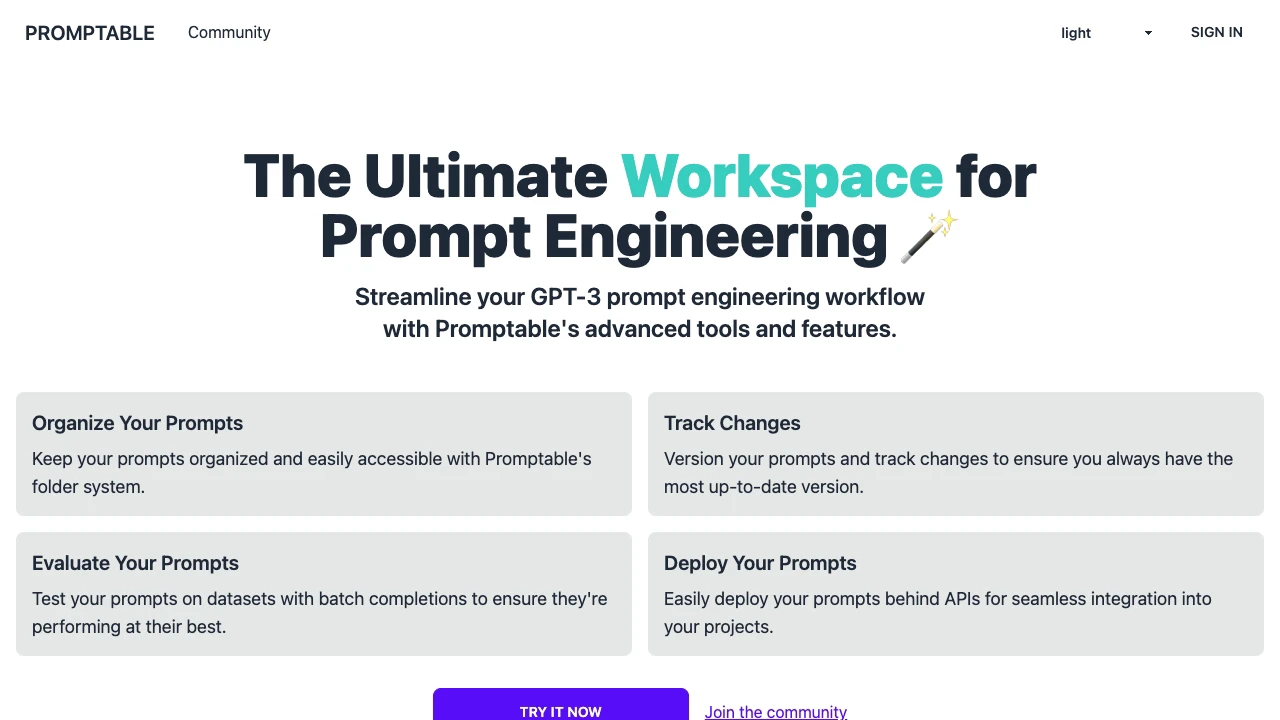 PROMPTABLE
Community
light
SIGN IN
The Ultimate Workspace for
Prompt Engineering 🪄
Streamline your GPT-3 prompt engineering workflow
with Promptable's advanced tools and features.
Organize Your Prompts
Keep your prompts organized and easily accessible with Promptable's
folder system.
Track Changes
Version your prompts and track changes to ensure you always have the
most up-to-date version.
Evaluate Your Prompts
Test your prompts on datasets with batch completions to ensure they're
performing at their best.
Deploy Your Prompts
Easily deploy your prompts behind APIs for seamless integration into
your projects.
TRY IT NOW
Join the community